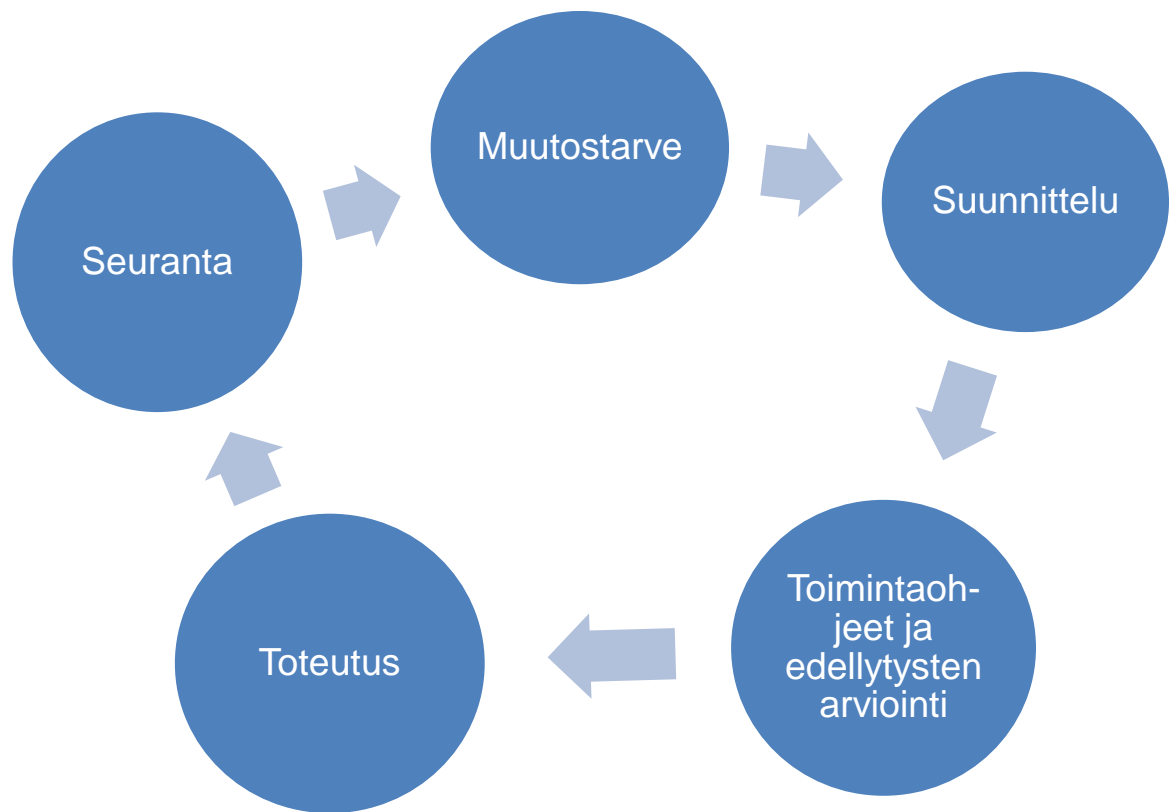 Muutostarve
Suunnittelu
Toimintaoh-
jeet ja
edellytysten
arviointi
Toteutus
Seuranta